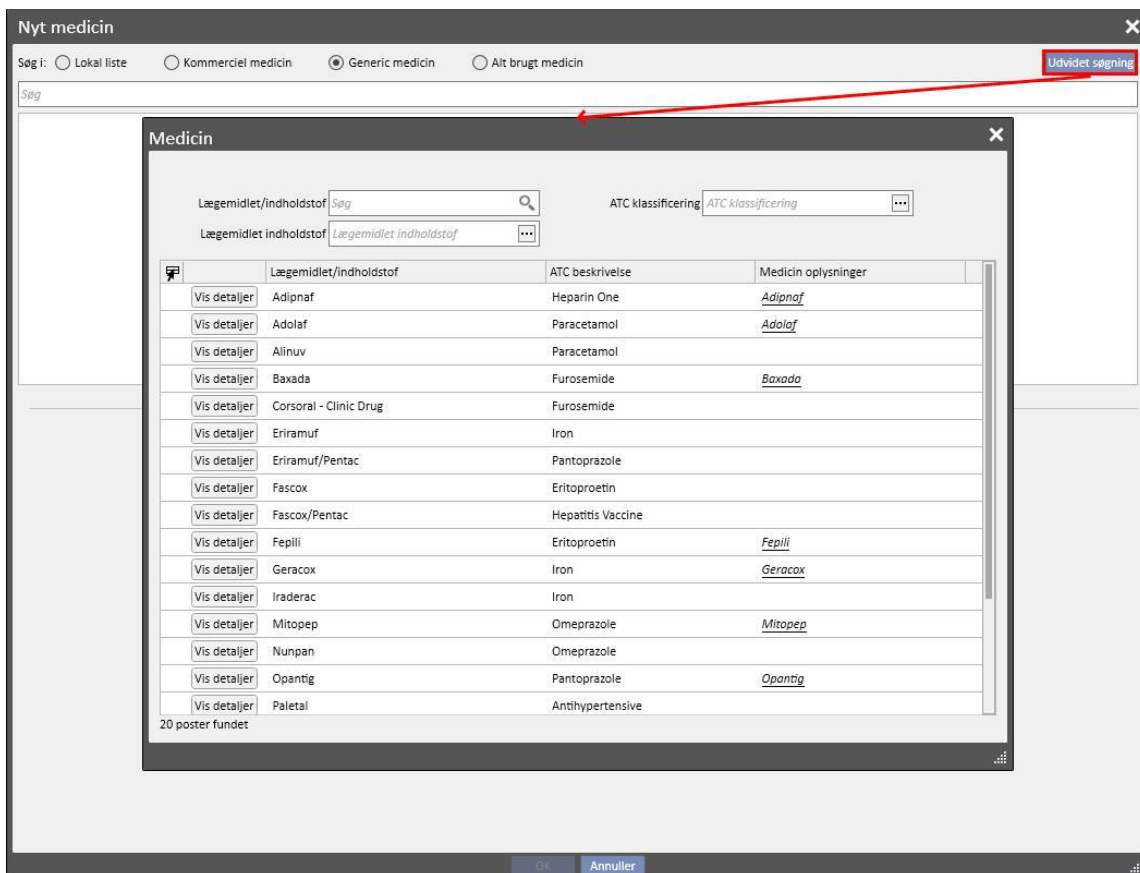 Nyt medicin
Søg i: Lokal liste Kommerciel medicin Generic medicin Alt brugt medicin Udvidet søgning
Søg
Medicin
Lægemidlet/indholdstof Søg ATC klassificering ATC klassificering
Lægemidlet indholdstof Lægemidlet indholdstof
Lægemidlet/indholdstof ATC beskrivelse Medicin oplysninger
Vis detaljer Adipnaf Heparin One Adipnaf
Vis detaljer Adolaf Paracetamol Adolaf
Vis detaljer Alinuv Paracetamol
Vis detaljer Baxada Furosemide Baxada
Vis detaljer Corsoral - Clinic Drug Furosemide
Vis detaljer Eriramuf Iron
Vis detaljer Eriramuf/Pentac Pantoprazole
Vis detaljer Fascox Eritoproetin
Vis detaljer Fascox/Pentac Hepatitis Vaccine
Vis detaljer Fepili Eritoproetin Fepili
Vis detaljer Geracox Iron Geracox
Vis detaljer Iraderac Iron
Vis detaljer Mitopep Omeprazole Mitopep
Vis detaljer Nunpan Omeprazole
Vis detaljer Opantig Pantoprazole Opantig
Vis detaljer Paletal Antihypertensive
20 poster fundet
OK Annuller